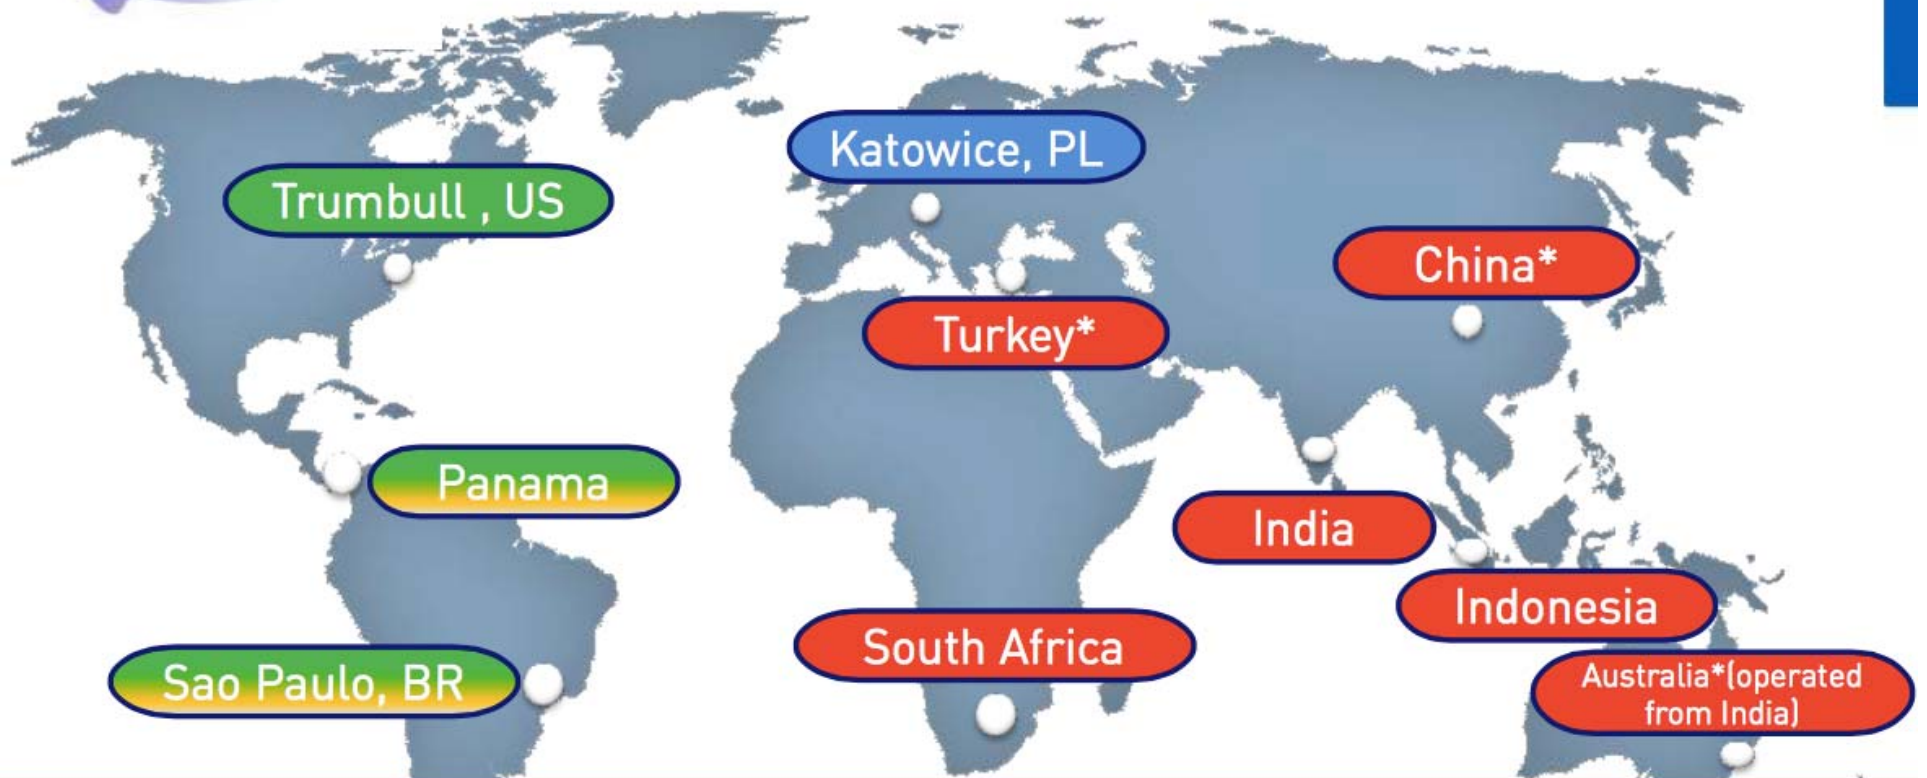 Katowice, PL
Trumbull , US
China*
Turkey*
Panama
India
Indonesia
South Africa
Sao Paulo, BR
Australia*(operated
from India)